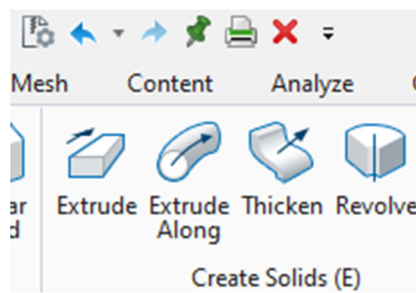 Mesh Content Analyze
Extrude Extrude Along Thicken Revolve
Create Solids (E)